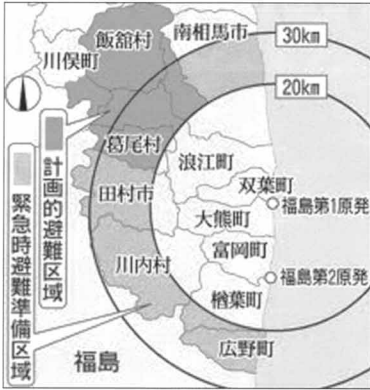 飯舘村
南相馬市
川俣町
30km
20km
計画的避難区域
緊急時避難準備区域
葛尾村
浪江町
田村市
双葉町
大熊町
福島第1原発
富岡町
川内村
福島第2原発
楢葉町
広野町
福島